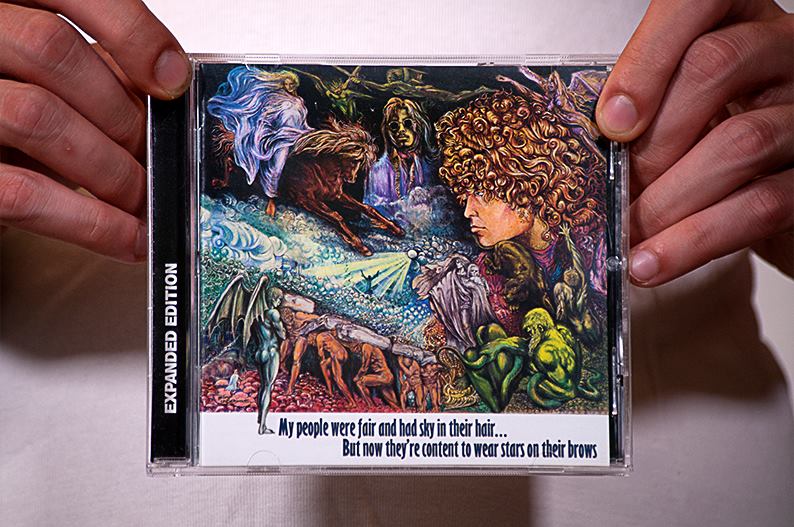 EXPANDED EDITION
My people were fair and had sky in their hair...
But now they're content to wear stars on their brows